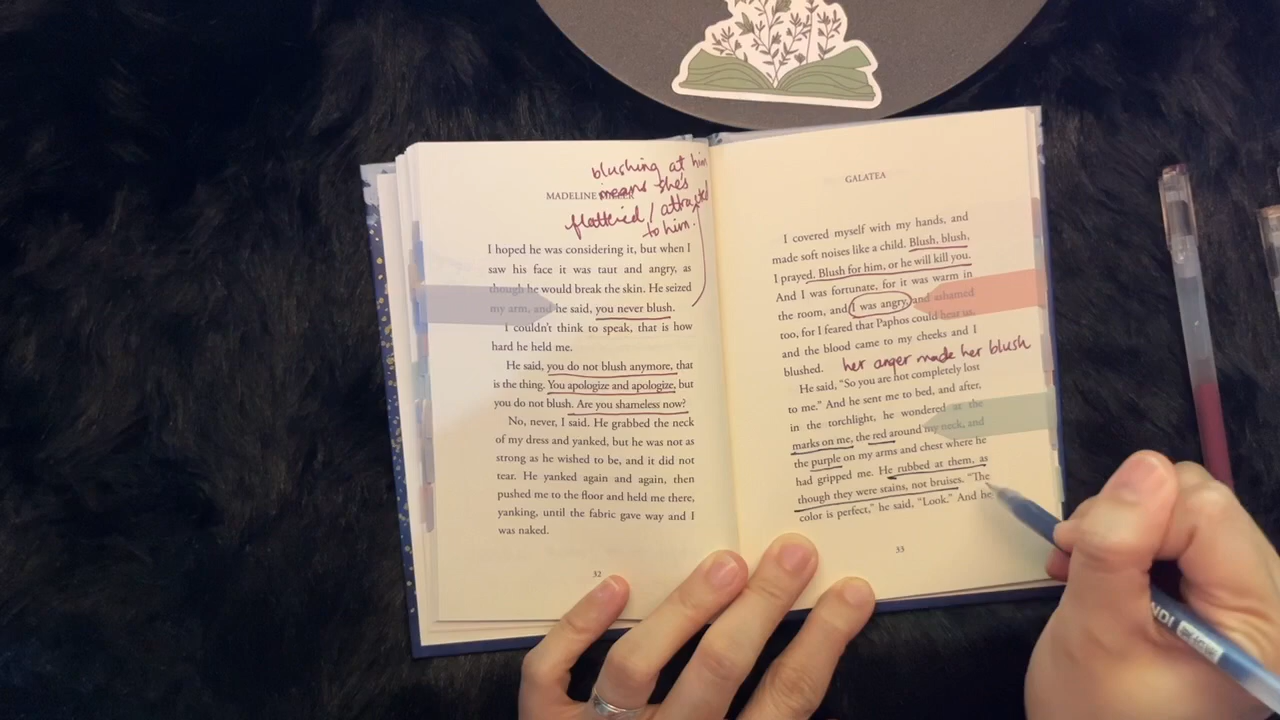 blushing at him
means she's
MADELINE
flattered / attracted
to him.
I hoped he was considering it, but when I
saw his face it was taut and angry, as
though he would break the skin. He seized
my arm, and he said, you never blush.
I couldn't think to speak, that is how
hard he held me.
He said, you do not blush anymore, that
is the thing. You apologize and apologize, but
you do not blush. Are you shameless now?
No, never, I said. He grabbed the neck
of my dress and yanked, but he was not as
strong as he wished to be, and it did not
tear. He yanked again and again, then
pushed me to the floor and held me there,
yanking, until the fabric gave way and I
was naked.
32
GALATEA
I covered myself with my hands, and
made soft noises like a child. Blush, blush,
I prayed. Blush for him, or he will kill you.
And I was fortunate, for it was warm in
the room, and I was angry, and ashamed
too, for I feared that Paphos could hear us,
and the blood came to my cheeks and I
blushed.
her anger made her blush
He said, "So you are not completely lost
to me." And he sent me to bed, and after,
in the torchlight, he wondered at the
marks on me, the red around my neck, and
the purple on my arms and chest where he
had gripped me. He rubbed at them, as
though they were stains, not bruises. "The
color is perfect," he said, "Look." And he
33